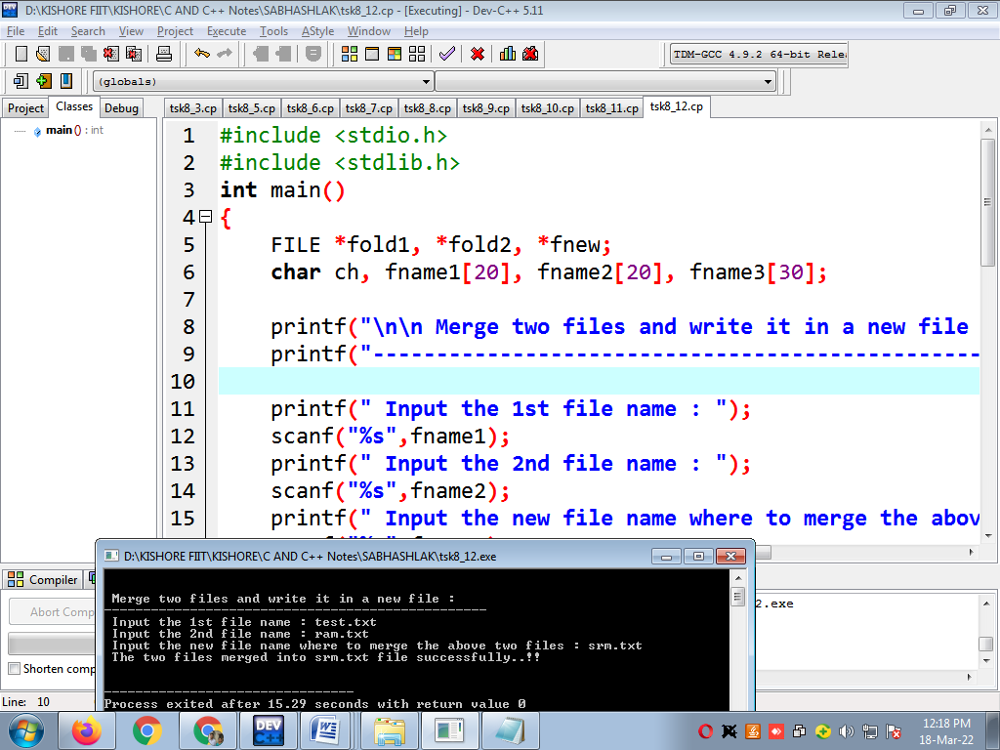 D:\KISHORE FIIT\KISHORE\C AND C++ Notes\SABHASHLAK\tsk8_12.cp - [Executing] - Dev-C++ 5.11
File Edit Search View Project Execute Tools AStyle Window Help
TDM-GCC 4.9.2 64-bit Rele
(globals)
Project Classes Debug
tsk8_3.cp tsk8_5.cp tsk8_6.cp tsk8_7.cp tsk8_8.cp tsk8_9.cp tsk8_10.cp tsk8_11.cp tsk8_12.cp
main () : int
1 #include <stdio.h>
2 #include <stdlib.h>
3 int main()
4 {
5 FILE *fold1, *fold2, *fnew;
6 char ch, fname1[20], fname2[20], fname3[30];
7
8 printf("\n\n Merge two files and write it in a new file
9 printf("------------------------------------------------
10
11 printf(" Input the 1st file name : ");
12 scanf("%s",fname1);
13 printf(" Input the 2nd file name : ");
14 scanf("%s",fname2);
15 printf(" Input the new file name where to merge the abov
D:\KISHORE FIIT\KISHORE\C AND C++ Notes\SABHASHLAK\tsk8_12.exe
Merge two files and write it in a new file :
-------------------------------------------------
Input the 1st file name : test.txt
Input the 2nd file name : ram.txt
Input the new file name where to merge the above two files : srm.txt
The two files merged into srm.txt file successfully..!!
--------------------------------
Process exited after 15.29 seconds with return value 0
Compiler
Abort Comp
Shorten comp
2.exe
Line: 10
DEV C++
12:18 PM
18-Mar-22